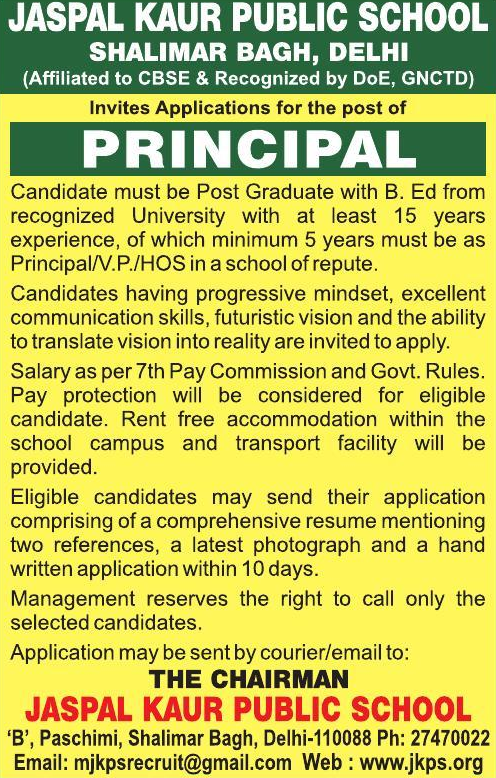 JASPAL KAUR PUBLIC SCHOOL
SHALIMAR BAGH, DELHI
(Affiliated to CBSE & Recognized by DoE, GNCTD)
Invites Applications for the post of
PRINCIPAL
Candidate must be Post Graduate with B. Ed from
recognized University with at least 15 years
experience, of which minimum 5 years must be as
Principal/V.P./HOS in a school of repute.
Candidates having progressive mindset, excellent
communication skills, futuristic vision and the ability
to translate vision into reality are invited to apply.
Salary as per 7th Pay Commission and Govt. Rules.
Pay protection will be considered for eligible
candidate. Rent free accommodation within the
school campus and transport facility will be
provided.
Eligible candidates may send their application
comprising of a comprehensive resume mentioning
two references, a latest photograph and a hand
written application within 10 days.
Management reserves the right to call only the
selected candidates.
Application may be sent by courier/email to:
THE CHAIRMAN
JASPAL KAUR PUBLIC SCHOOL
‘B’, Paschimi, Shalimar Bagh, Delhi-110088 Ph: 27470022
Email: mjkpsrecruit@gmail.com Web : www.jkps.org